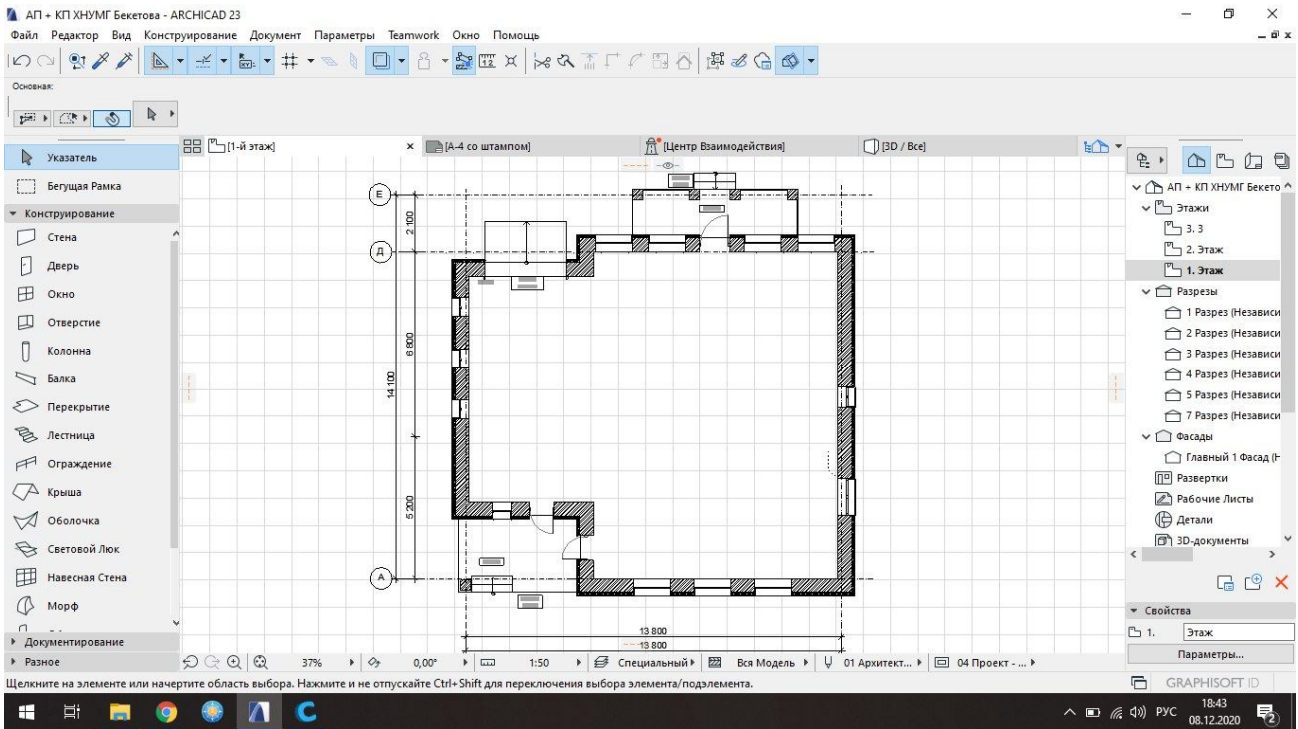 АП + КП ХНУМГ Бекетова - ARCHICAD 23
Файл Редактор Вид Конструирование Документ Параметры Teamwork Окно Помощь
Основная:
Указатель
Бегущая Рамка
Конструирование
Стена
Дверь
Окно
Отверстие
Колонна
Балка
Перекрытие
Лестница
Ограждение
Крыша
Оболочка
Световой Люк
Навесная Стена
Морф
Документирование
Разное
[1-й этаж]
[А-4 со штампом]
[Центр Взаимодействия]
[3D / Все]
Е
2 100
Д
6 800
14 100
5 200
А
13 800
13 800
АП + КП ХНУМГ Бекето
Этажи
3. 3
2. Этаж
1. Этаж
Разрезы
1 Разрез (Независи
2 Разрез (Независи
3 Разрез (Независи
4 Разрез (Независи
5 Разрез (Независи
7 Разрез (Независи
Фасады
Главный 1 Фасад (Н
Развертки
Рабочие Листы
Детали
3D-документы
Свойства
1. Этаж
Параметры...
37% 0,00° 1:50 Специальный Вся Модель 01 Архитект... 04 Проект - ...
Щелкните на элементе или начертите область выбора. Нажмите и не отпускайте Ctrl+Shift для переключения выбора элемента/подэлемента.
GRAPHISOFT ID
РУС
18:43
08.12.2020
2